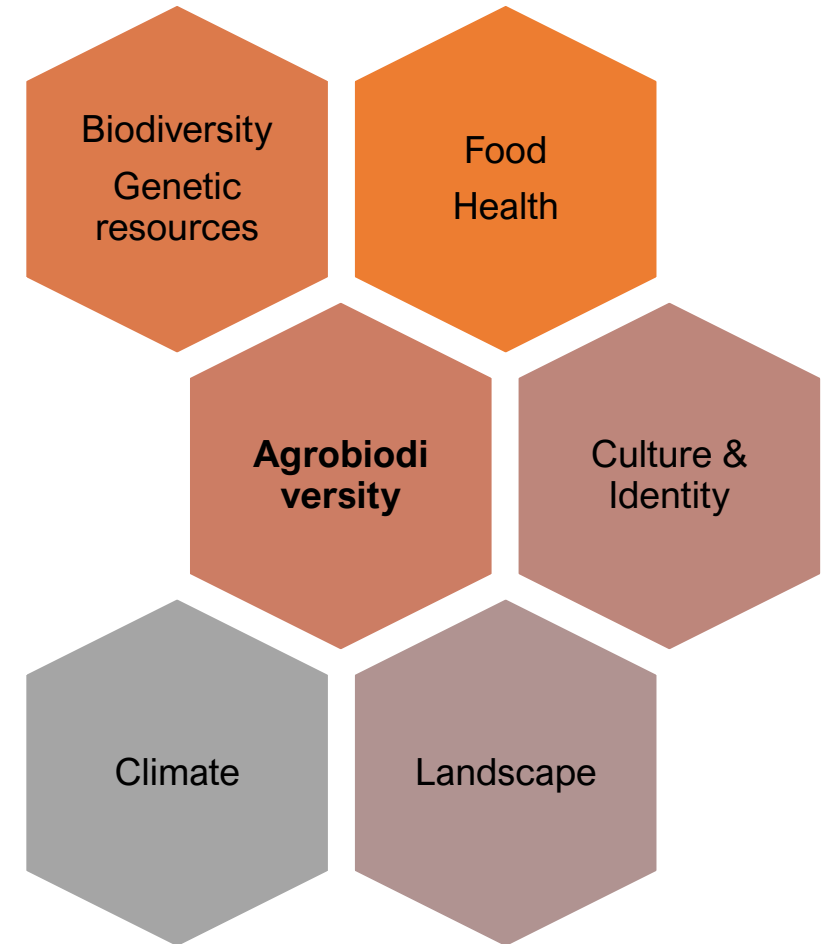 Biodiversity
Genetic
resources
Food
Health
Agrobiodi
versity
Culture &
Identity
Climate
Landscape